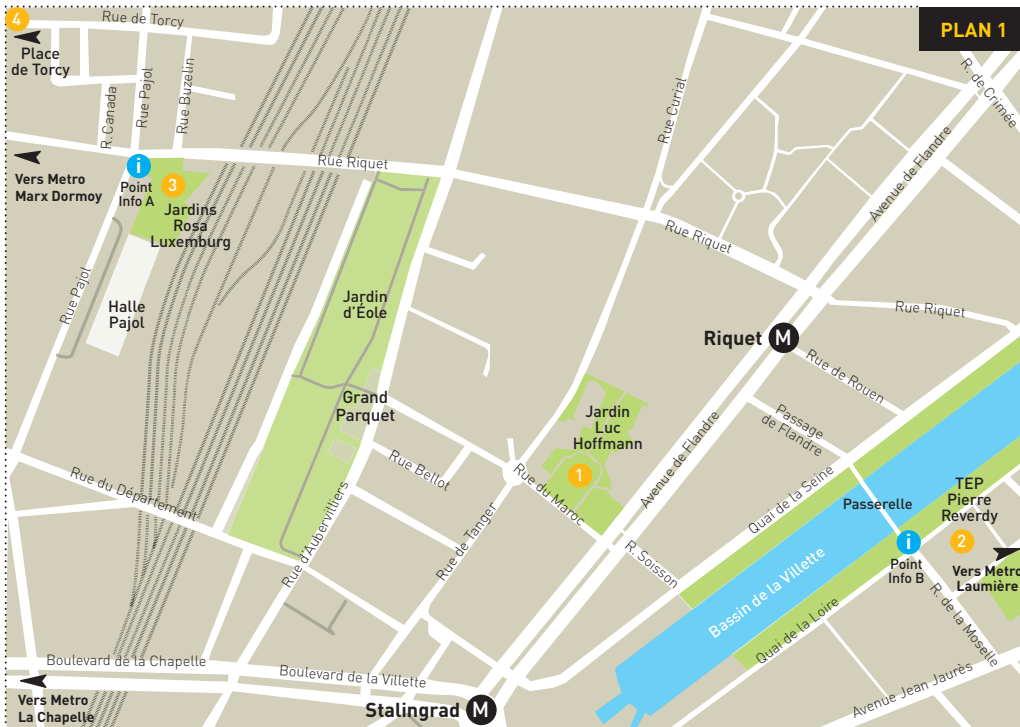 4
Rue de Torcy
PLAN 1
Place
de Torcy
R. Canada
Rue Pajol
Rue Buzelin
Rue Curial
R. de Crimée
Avenue de Flandre
Rue Riquet
Vers Metro
Marx Dormoy
i
Point
Info A
3
Jardins
Rosa
Luxemburg
Rue Riquet
Rue Pajol
Halle
Pajol
Jardin
d'Éole
Rue Riquet
Riquet M
Rue de Rouen
Grand
Parquet
Jardin
Luc
Hoffmann
1
Passage
de Flandre
Avenue de Flandre
Rue du Département
Rue Bellot
Rue du Maroc
Quai de la Seine
Passerelle
TEP
Pierre
Reverdy
2
i
Point
Info B
Vers Metro
Laumière
Rue d'Aubervilliers
Rue de Tanger
R. Soisson
Bassin de la Villette
Quai de la Loire
R. de la Moselle
Boulevard de la Chapelle
Boulevard de la Villette
Avenue Jean Jaurès
Vers Metro
La Chapelle
Stalingrad M